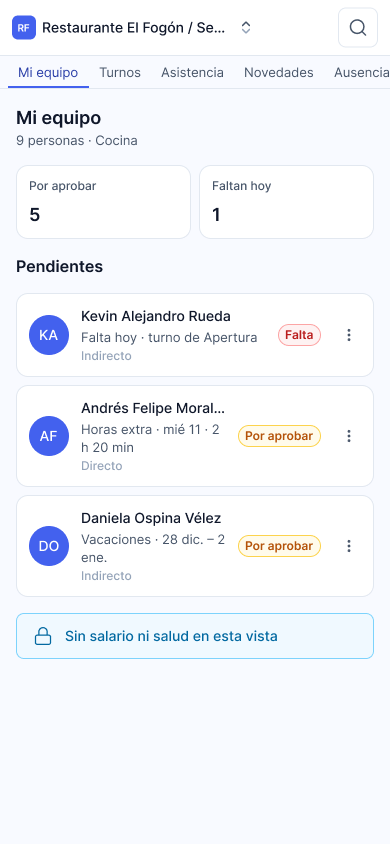 RF Restaurante El Fogón / Se...
Mi equipo Turnos Asistencia Novedades Ausencia
Mi equipo
9 personas · Cocina
Por aprobar
5
Faltan hoy
1
Pendientes
KA
Kevin Alejandro Rueda
Falta hoy · turno de Apertura
Indirecto
Falta
AF
Andrés Felipe Moral...
Horas extra · mié 11 · 2
h 20 min
Directo
Por aprobar
DO
Daniela Ospina Vélez
Vacaciones · 28 dic. – 2
ene.
Indirecto
Por aprobar
Sin salario ni salud en esta vista